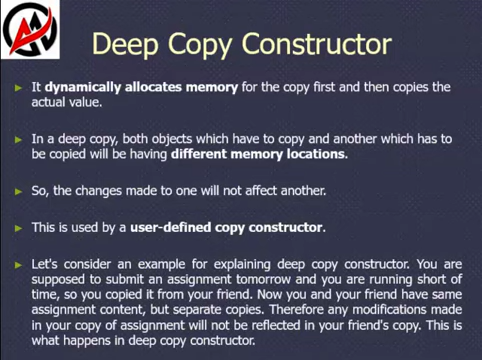 Deep Copy Constructor
It dynamically allocates memory for the copy first and then copies the
actual value.
In a deep copy, both objects which have to copy and another which has to
be copied will be having different memory locations.
So, the changes made to one will not affect another.
This is used by a user-defined copy constructor.
Let's consider an example for explaining deep copy constructor. You are
supposed to submit an assignment tomorrow and you are running short of
time, so you copied it from your friend. Now you and your friend have same
assignment content, but separate copies. Therefore any modifications made
in your copy of assignment will not be reflected in your friend's copy. This is
what happens in deep copy constructor.